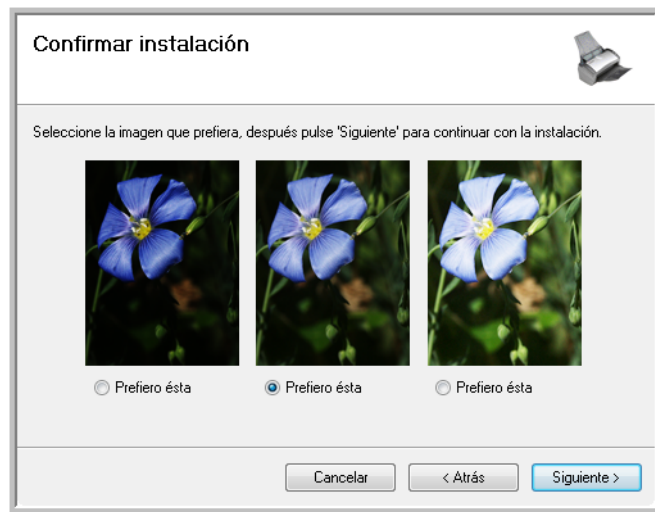 Confirmar instalación
Seleccione la imagen que prefiera, después pulse 'Siguiente' para continuar con la instalación.
Prefiero ésta
Prefiero ésta
Prefiero ésta
Cancelar
< Atrás
Siguiente >